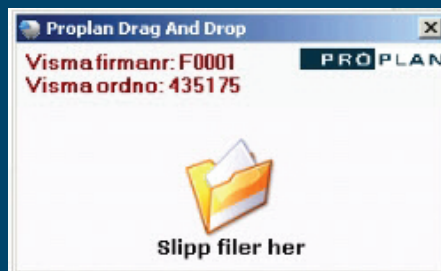 Proplan Drag And Drop
Visma firmanr: F0001
PROPLAN
Visma ordno: 435175
Slipp filer her